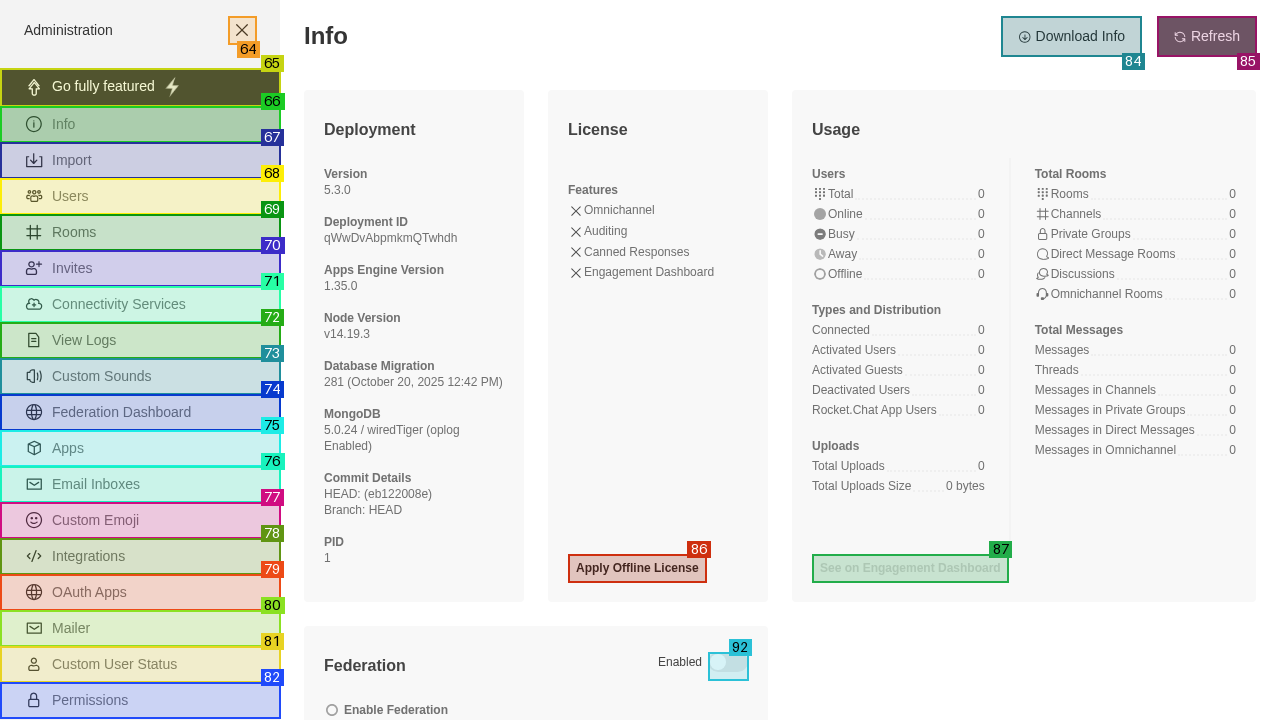 Administration
64
65
Go fully featured
66
Info
67
Import
68
Users
69
Rooms
70
Invites
71
Connectivity Services
72
View Logs
73
Custom Sounds
74
Federation Dashboard
75
Apps
76
Email Inboxes
77
Custom Emoji
78
Integrations
79
OAuth Apps
80
Mailer
81
Custom User Status
82
Permissions
Info
Download Info
84
Refresh
85
Deployment
Version
5.3.0
Deployment ID
qWwDvAbpmkmQTwhdh
Apps Engine Version
1.35.0
Node Version
v14.19.3
Database Migration
281 (October 20, 2025 12:42 PM)
MongoDB
5.0.24 / wiredTiger (oplog
Enabled)
Commit Details
HEAD: (eb122008e)
Branch: HEAD
PID
1
License
Features
Omnichannel
Auditing
Canned Responses
Engagement Dashboard
86
Apply Offline License
Usage
Users
Total 0
Online 0
Busy 0
Away 0
Offline 0
Types and Distribution
Connected 0
Activated Users 0
Activated Guests 0
Deactivated Users 0
Rocket.Chat App Users 0
Uploads
Total Uploads 0
Total Uploads Size 0 bytes
Total Rooms
Rooms 0
Channels 0
Private Groups 0
Direct Message Rooms 0
Discussions 0
Omnichannel Rooms 0
Total Messages
Messages 0
Threads 0
Messages in Channels 0
Messages in Private Groups 0
Messages in Direct Messages 0
Messages in Omnichannel 0
87
See on Engagement Dashboard
Federation
Enabled
92
Enable Federation